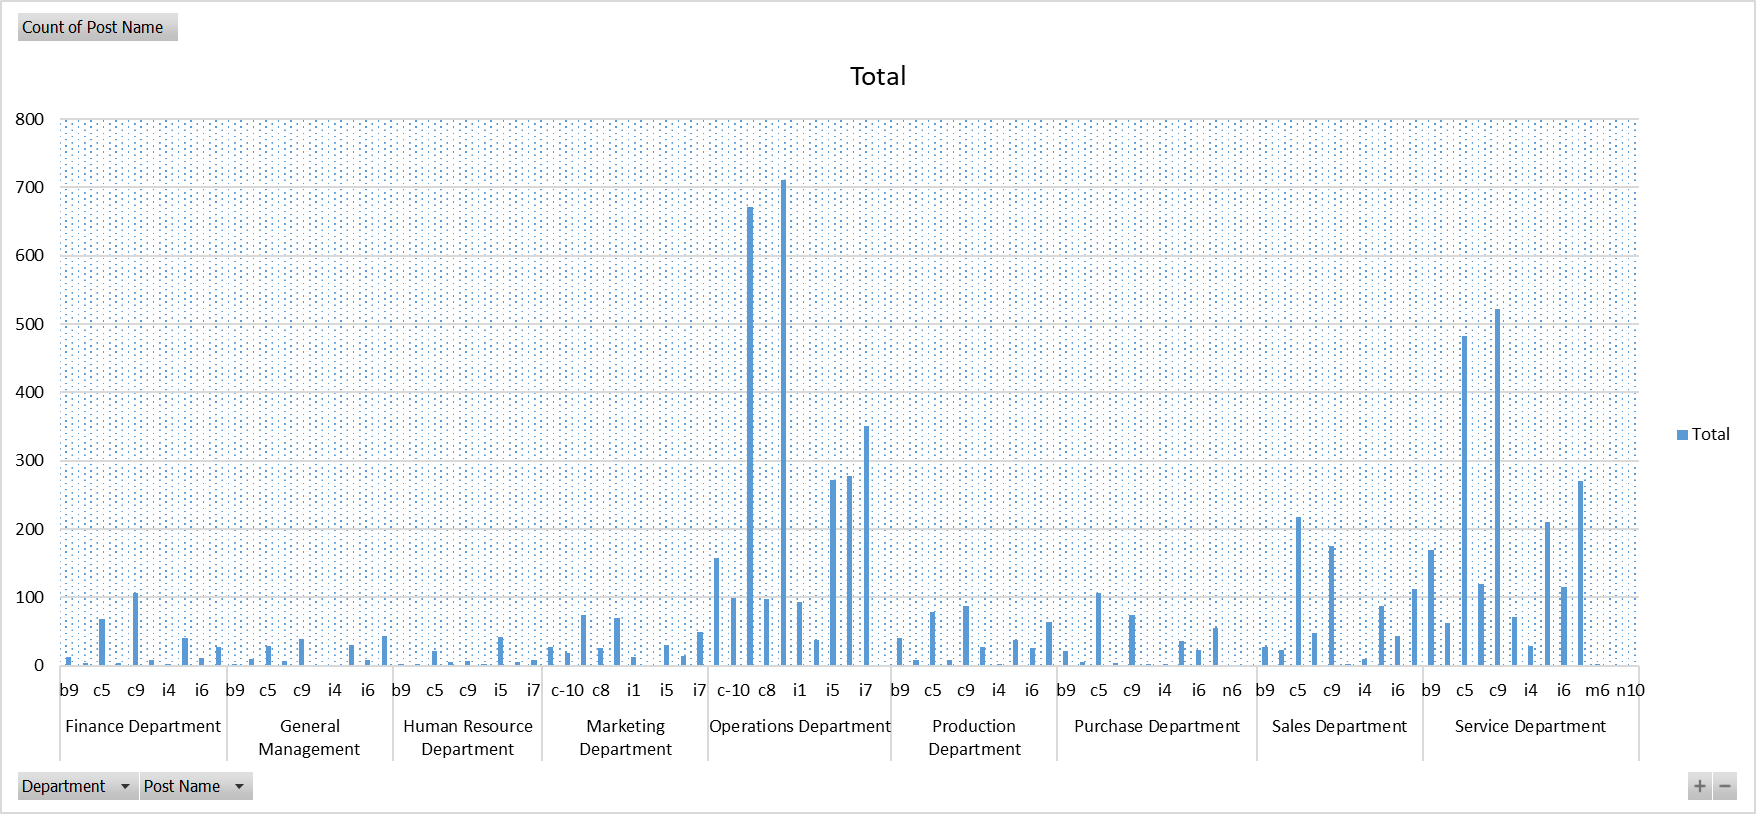 Count of Post Name
Total
800
700
600
500
400
300
200
100
0
Total
b9 c5 c9 i4 i6 b9 c5 c9 i4 i6 b9 c5 c9 i5 i7 c-10 c8 i1 i5 i7 c-10 c8 i1 i5 i7 b9 c5 c9 i4 i6 b9 c5 c9 i4 i6 n6 b9 c5 c9 i4 i6 b9 c5 c9 i4 i6 m6 n10
Finance Department
General
Management
Human Resource
Department
Marketing
Department
Operations Department
Production
Department
Purchase Department
Sales Department
Service Department
Department
Post Name
+ −